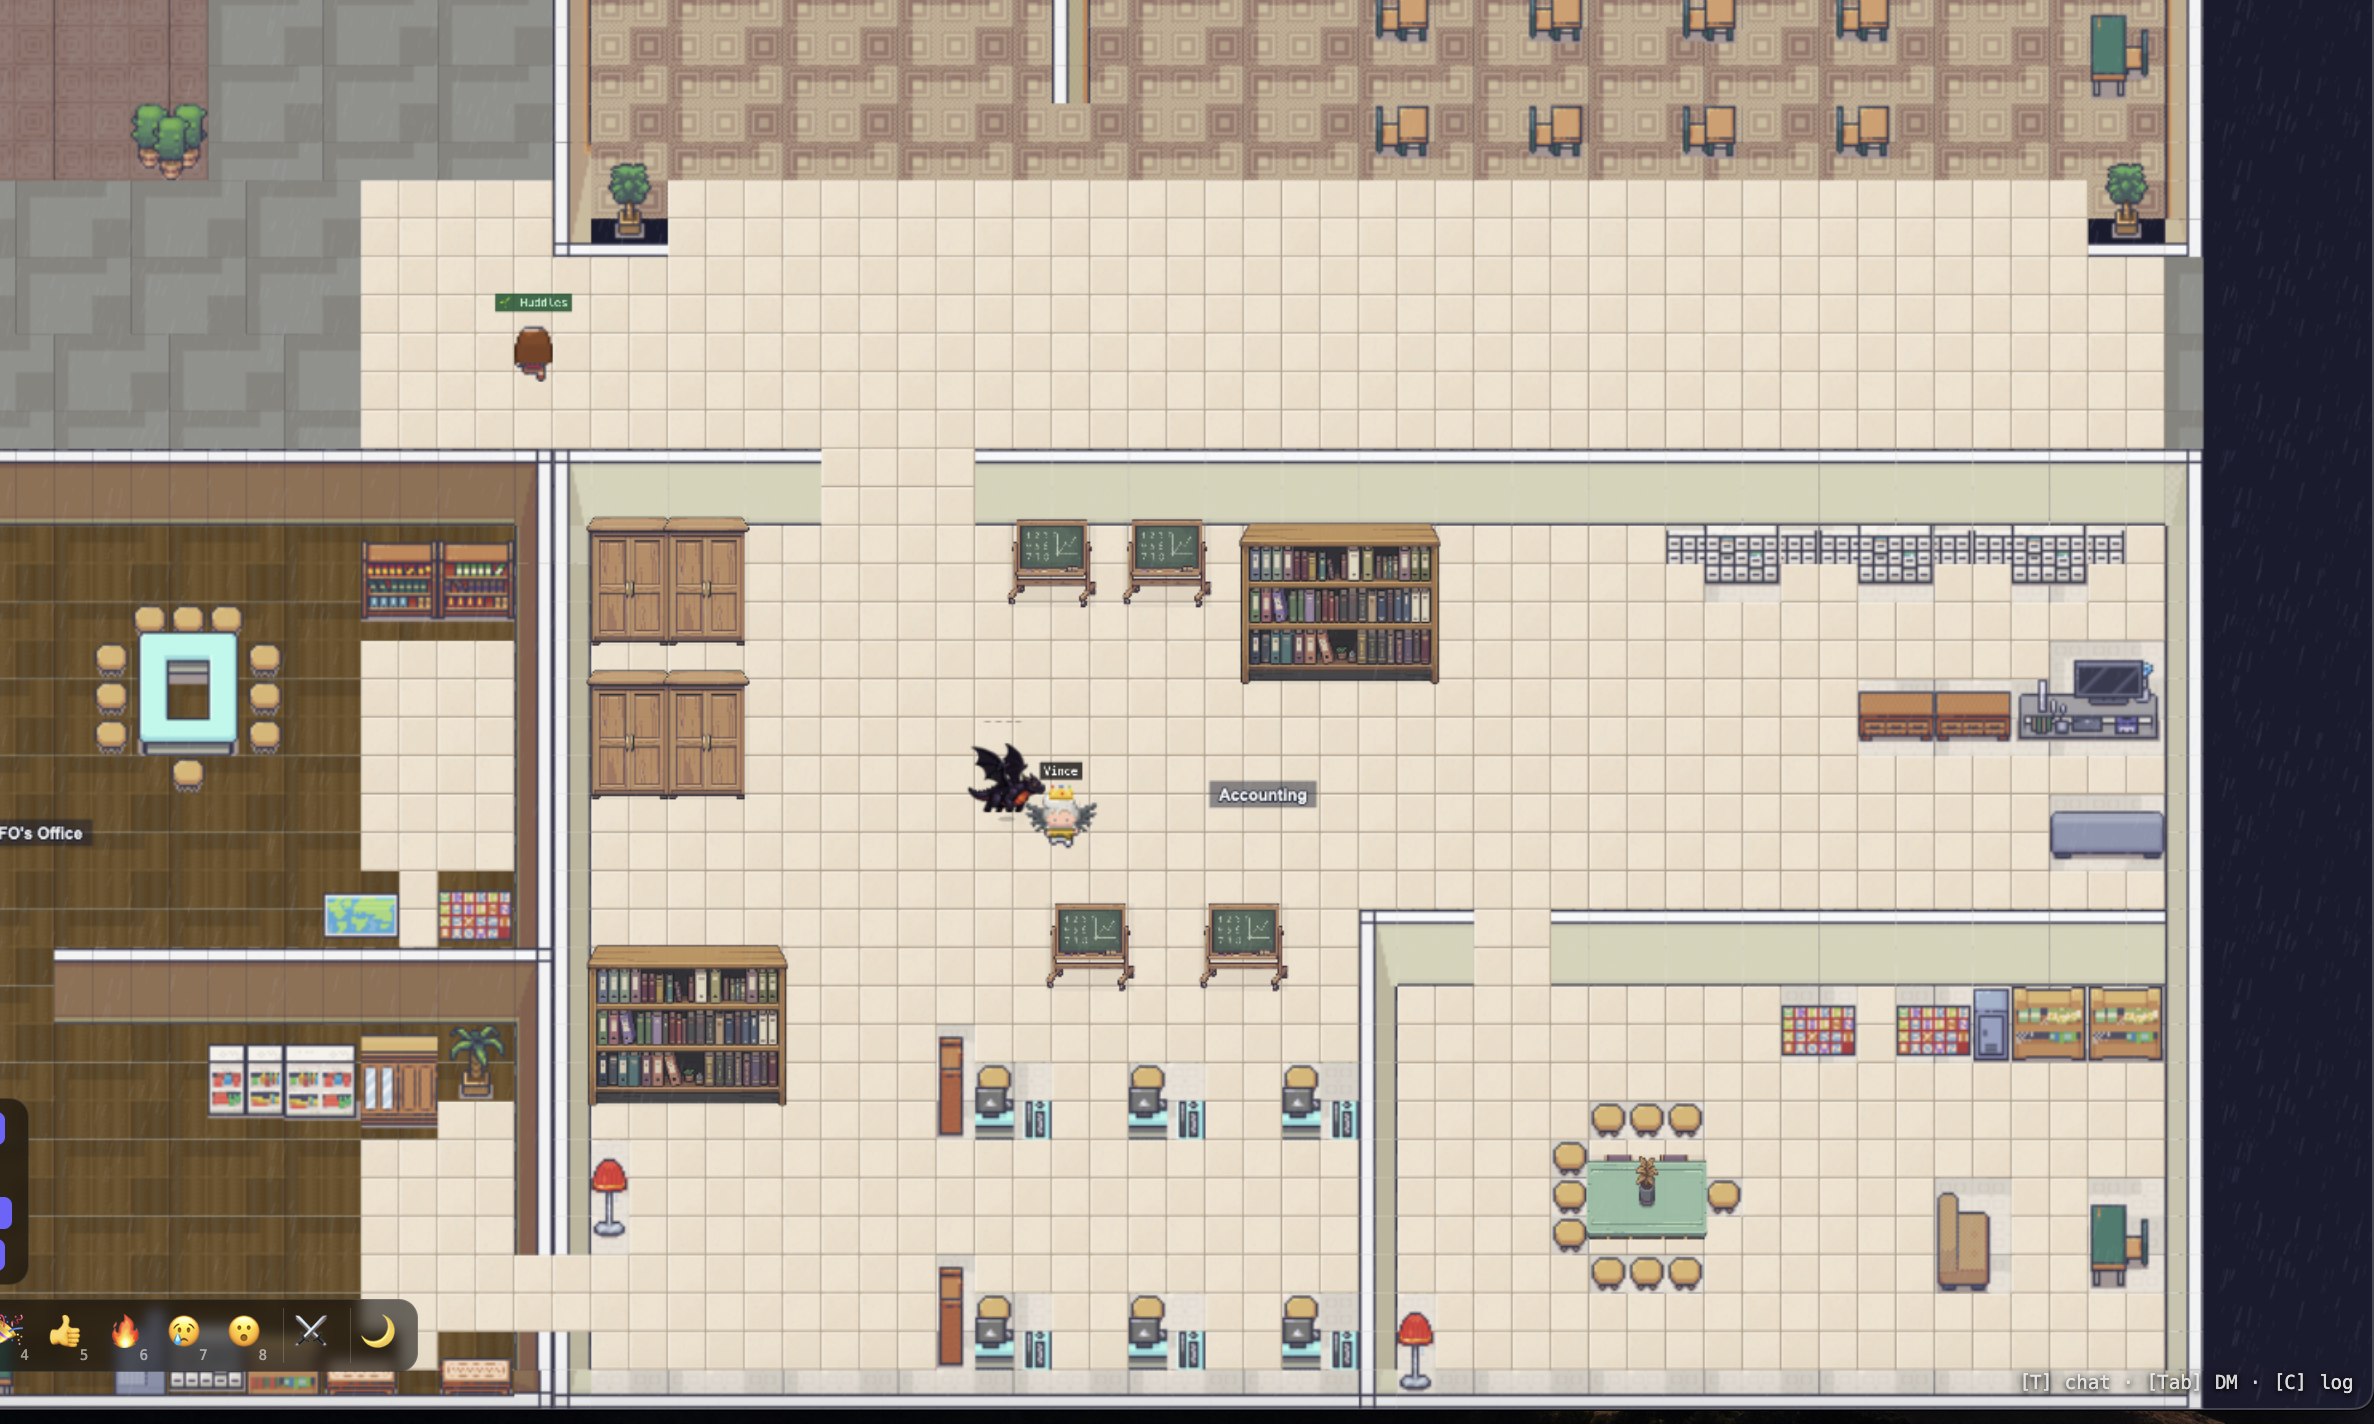 Huddles
Vince
Accounting
FO's Office
4 5 6 7 8
[T] chat · [Tab] DM · [C] log